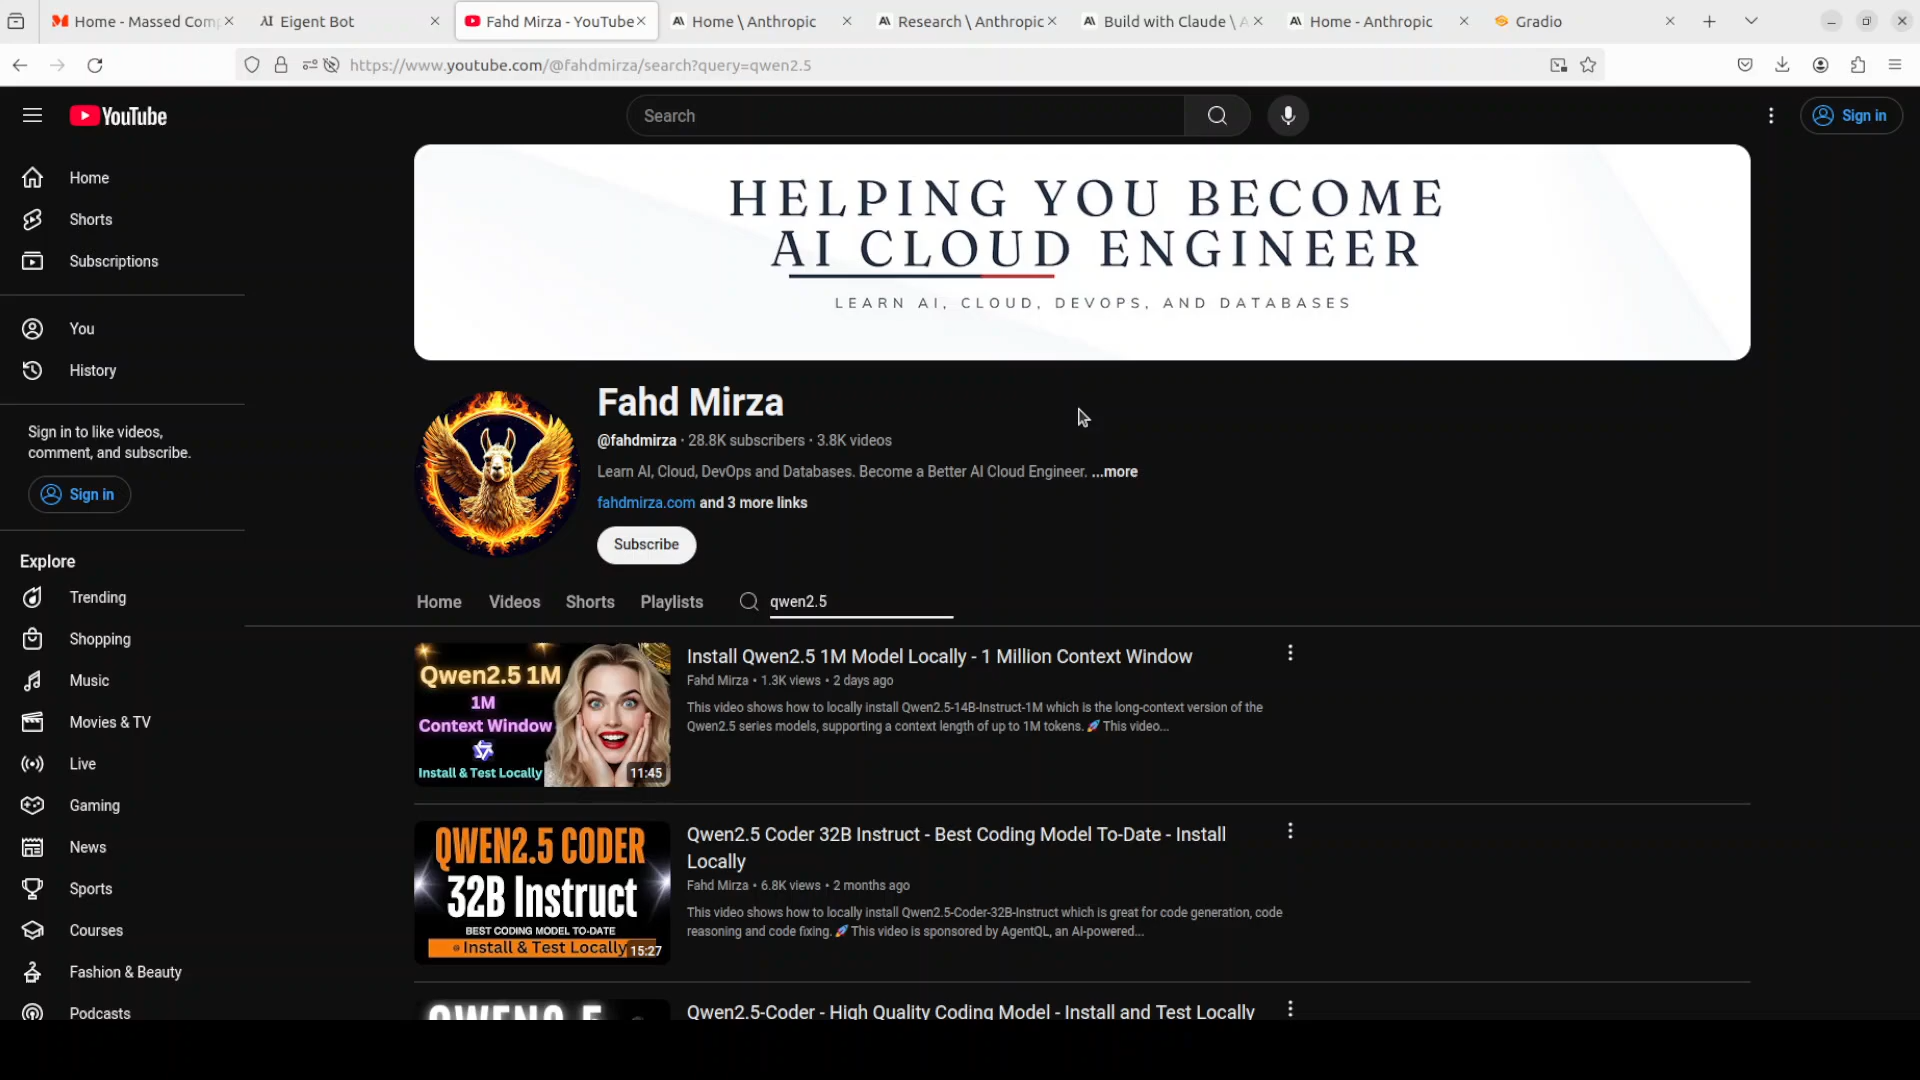 Home - Massed Comp
Eigent Bot
Fahd Mirza - YouTube
Home \ Anthropic
Research \ Anthropic
Build with Claude \ A
Home - Anthropic
Gradio
https://www.youtube.com/@fahdmirza/search?query=qwen2.5
YouTube
Search
Sign in
Home
Shorts
Subscriptions
You
History
Sign in to like videos,
comment, and subscribe.
Sign in
Explore
Trending
Shopping
Music
Movies & TV
Live
Gaming
News
Sports
Courses
Fashion & Beauty
Podcasts
HELPING YOU BECOME
AI CLOUD ENGINEER
LEARN AI, CLOUD, DEVOPS, AND DATABASES
Fahd Mirza
@fahdmirza · 28.8K subscribers · 3.8K videos
Learn AI, Cloud, DevOps and Databases. Become a Better AI Cloud Engineer. ...more
fahdmirza.com and 3 more links
Subscribe
Home Videos Shorts Playlists qwen2.5
Qwen2.5 1M
1M
Context Window
Install & Test Locally
11:45
Install Qwen2.5 1M Model Locally - 1 Million Context Window
Fahd Mirza • 1.3K views • 2 days ago
This video shows how to locally install Qwen2.5-14B-Instruct-1M which is the long-context version of the
Qwen2.5 series models, supporting a context length of up to 1M tokens. 🚀 This video...
QWEN2.5 CODER
32B Instruct
BEST CODING MODEL TO-DATE
Install & Test Locally
15:27
Qwen2.5 Coder 32B Instruct - Best Coding Model To-Date - Install
Locally
Fahd Mirza • 6.8K views • 2 months ago
This video shows how to locally install Qwen2.5-Coder-32B-Instruct which is great for code generation, code
reasoning and code fixing. 🚀 This video is sponsored by AgentQL, an AI-powered...
QWEN2.5
Qwen2.5-Coder - High Quality Coding Model - Install and Test Locally